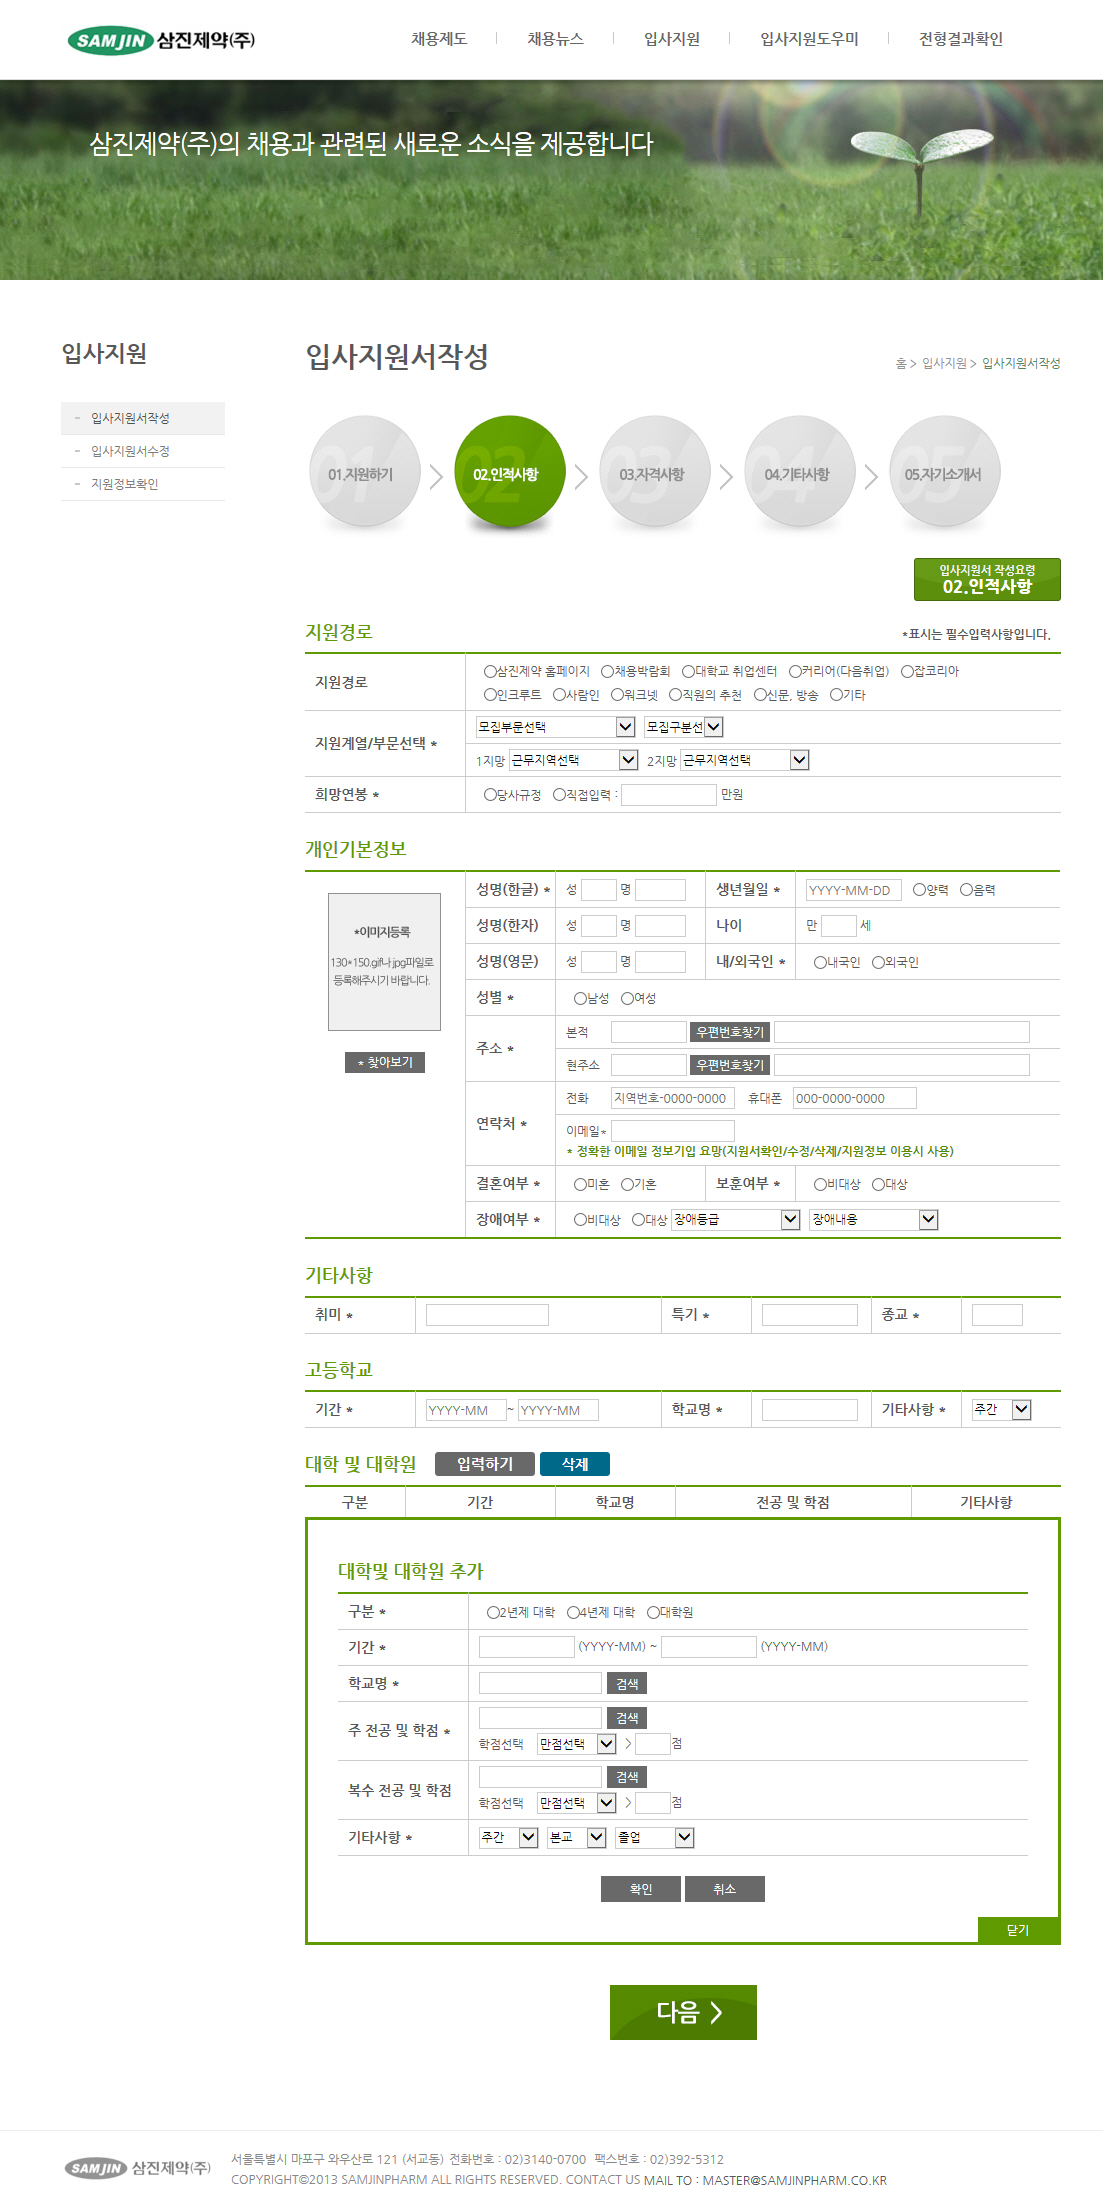 SAMJIN 삼진제약(주)
채용제도 채용뉴스 입사지원 입사지원도우미 전형결과확인
삼진제약(주)의 채용과 관련된 새로운 소식을 제공합니다
입사지원
입사지원서작성
입사지원서수정
지원정보확인
입사지원서작성
홈 > 입사지원 > 입사지원서작성
01 01.지원하기
02 02.인적사항
03 03.자격사항
04 04.기타사항
05 05.자기소개서
입사지원서 작성요령
02.인적사항
지원경로
*표시는 필수입력사항입니다.
지원경로
삼진제약 홈페이지 채용박람회 대학교 취업센터 커리어(다음취업) 잡코리아
인크루트 사람인 워크넷 직원의 추천 신문, 방송 기타
지원계열/부문선택 *
모집부문선택 모집구분선
1지망 근무지역선택 2지망 근무지역선택
희망연봉 * 당사규정 직접입력 : 만원
개인기본정보
*이미지등록
130*150.gif나 jpg파일로
등록해주시기 바랍니다.
* 찾아보기
성명(한글) * 성 명 생년월일 * YYYY-MM-DD 양력 음력
성명(한자) 성 명 나이 만 세
성명(영문) 성 명 내/외국인 * 내국인 외국인
성별 * 남성 여성
주소 *
본적 우편번호찾기
현주소 우편번호찾기
연락처 *
전화 지역번호-0000-0000 휴대폰 000-0000-0000
이메일*
* 정확한 이메일 정보기입 요망(지원서확인/수정/삭제/지원정보 이용시 사용)
결혼여부 * 미혼 기혼 보훈여부 * 비대상 대상
장애여부 * 비대상 대상 장애등급 장애내용
기타사항
취미 * 특기 * 종교 *
고등학교
기간 * YYYY-MM ~ YYYY-MM 학교명 * 기타사항 * 주간
대학 및 대학원 입력하기 삭제
구분 기간 학교명 전공 및 학점 기타사항
대학및 대학원 추가
구분 * 2년제 대학 4년제 대학 대학원
기간 * (YYYY-MM) ~ (YYYY-MM)
학교명 * 검색
주 전공 및 학점 *
검색
학점선택 만점선택 > 점
복수 전공 및 학점
검색
학점선택 만점선택 > 점
기타사항 * 주간 본교 졸업
확인 취소
닫기
다음 >
SAMJIN 삼진제약(주)
서울특별시 마포구 와우산로 121 (서교동) 전화번호 : 02)3140-0700 팩스번호 : 02)392-5312
COPYRIGHT©2013 SAMJINPHARM ALL RIGHTS RESERVED. CONTACT US MAIL TO : MASTER@SAMJINPHARM.CO.KR